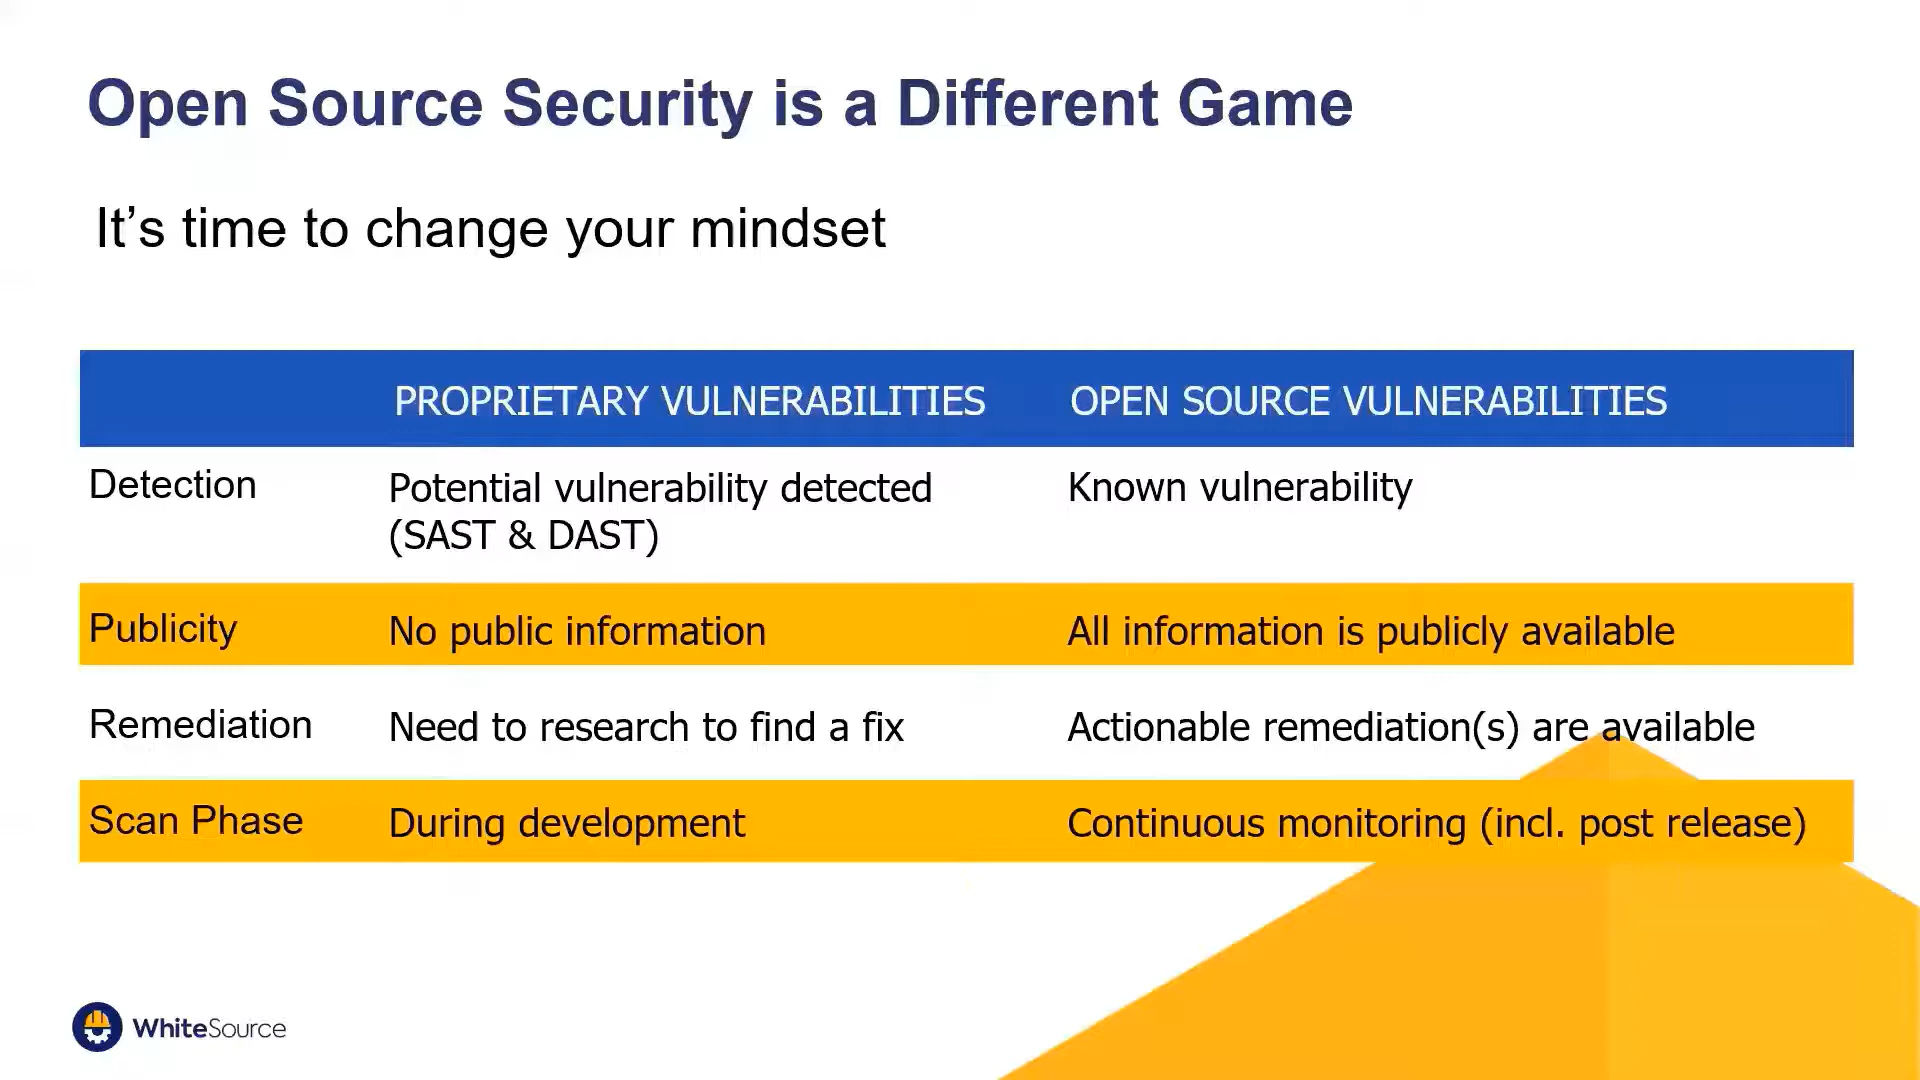 Open Source Security is a Different Game
It’s time to change your mindset
PROPRIETARY VULNERABILITIES OPEN SOURCE VULNERABILITIES
Detection Potential vulnerability detected Known vulnerability
(SAST & DAST)
Publicity No public information All information is publicly available
Remediation Need to research to find a fix Actionable remediation(s) are available
Scan Phase During development Continuous monitoring (incl. post release)
WhiteSource